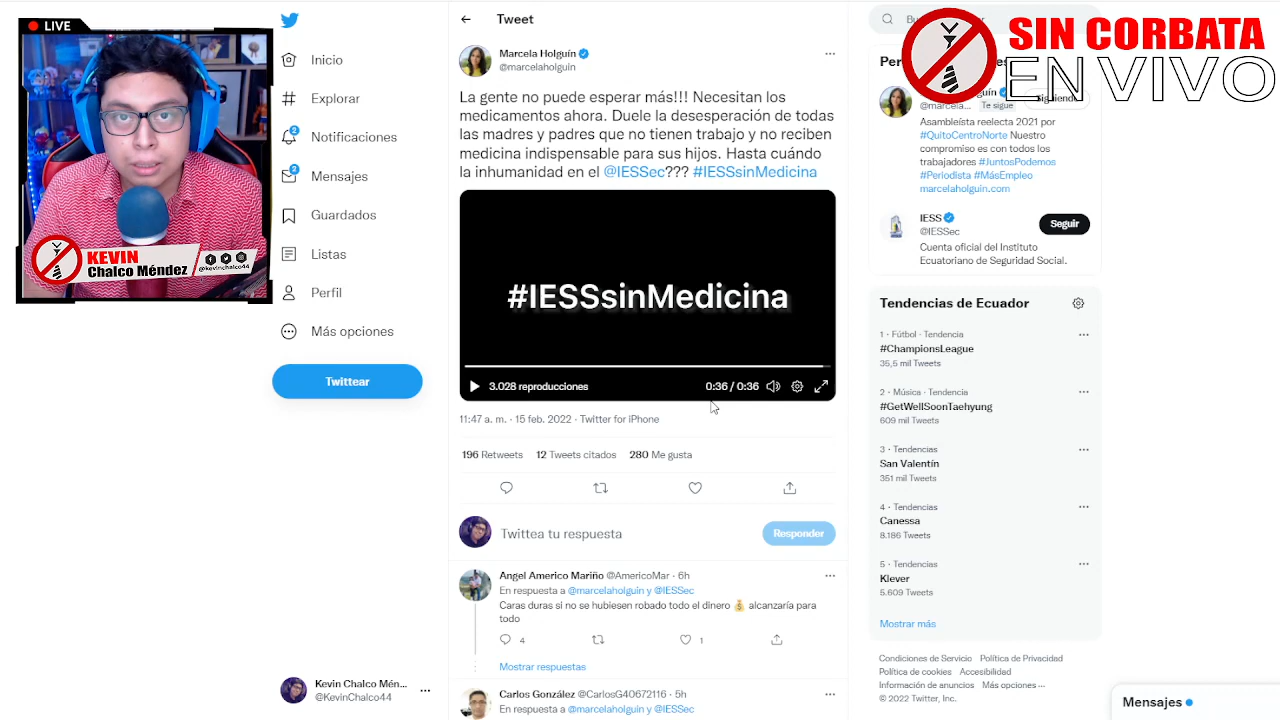 LIVE
KEVIN
Chalco Méndez
@kevinchalco44
SIN CORBATA
EN VIVO
Inicio
Explorar
2
Notificaciones
2
Mensajes
Guardados
Listas
Perfil
Más opciones
Twittear
Kevin Chalco Mén...
@KevinChalco44
Tweet
Marcela Holguín
@marcelaholguin
La gente no puede esperar más!!! Necesitan los
medicamentos ahora. Duele la desesperación de todas
las madres y padres que no tienen trabajo y no reciben
medicina indispensable para sus hijos. Hasta cuándo
la inhumanidad en el @IESSec??? #IESSsinMedicina
#IESSsinMedicina
3.028 reproducciones
0:36 / 0:36
11:47 a. m. · 15 feb. 2022 · Twitter for iPhone
196 Retweets 12 Tweets citados 280 Me gusta
Twittea tu respuesta
Responder
Angel Americo Mariño @AmericoMar · 6h
En respuesta a @marcelaholguin y @IESSec
Caras duras si no se hubiesen robado todo el dinero 💰 alcanzaría para
todo
4
1
Mostrar respuestas
Carlos González @CarlosG40672116 · 5h
En respuesta a @marcelaholguin y @IESSec
@marcela... Te sigue
Siguiendo
Asambleísta reelecta 2021 por
#QuitoCentroNorte Nuestro
compromiso es con todos los
trabajadores #JuntosPodemos
#Periodista #MásEmpleo
marcelaholguin.com
IESS
@IESSec
Seguir
Cuenta oficial del Instituto
Ecuatoriano de Seguridad Social.
Tendencias de Ecuador
1 · Fútbol · Tendencia
#ChampionsLeague
35,5 mil Tweets
2 · Música · Tendencia
#GetWellSoonTaehyung
609 mil Tweets
3 · Tendencias
San Valentín
351 mil Tweets
4 · Tendencias
Canessa
8.186 Tweets
5 · Tendencias
Klever
5.609 Tweets
Mostrar más
Condiciones de Servicio Política de Privacidad
Política de cookies Accesibilidad
Información de anuncios Más opciones ···
© 2022 Twitter, Inc.
Mensajes